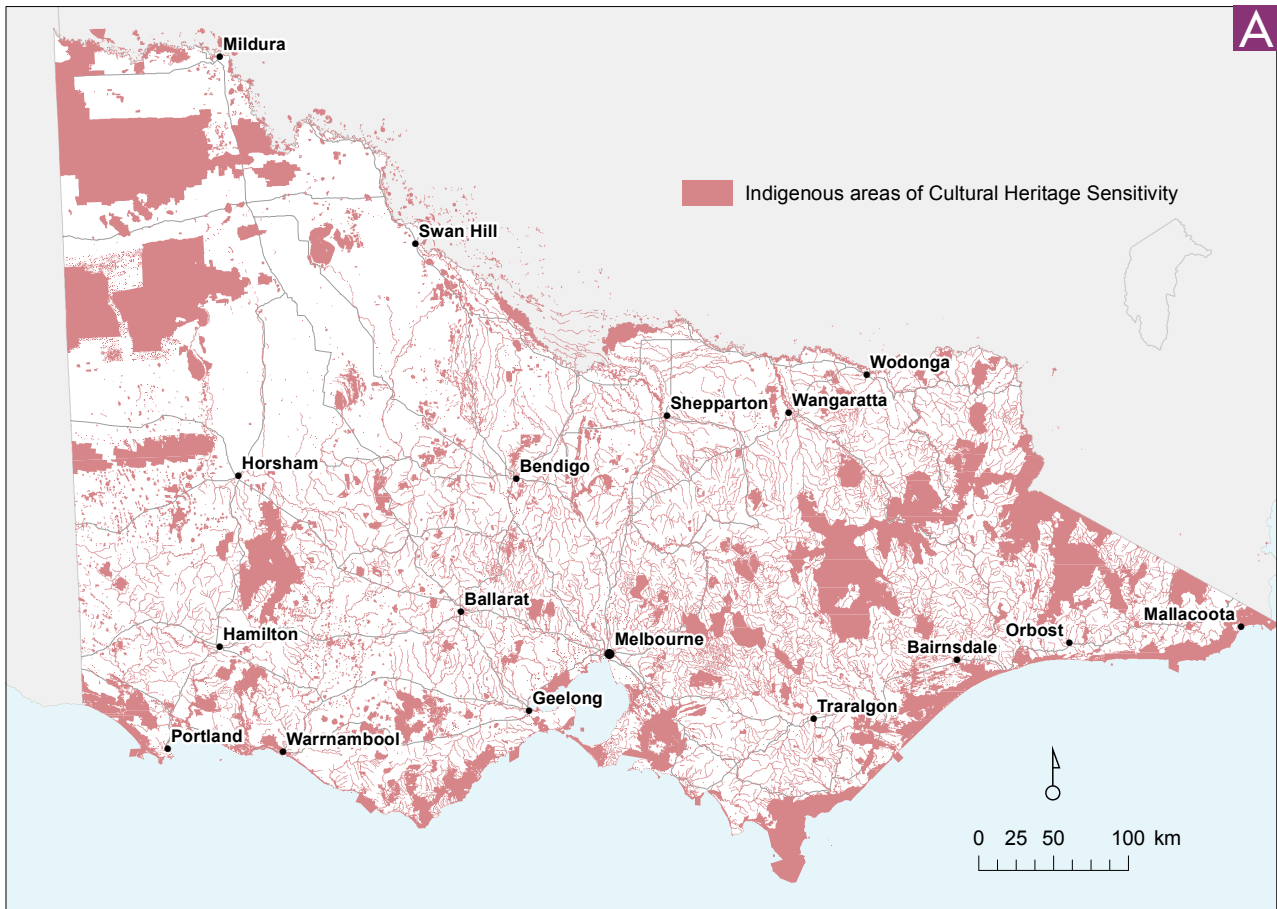 A
Mildura
Indigenous areas of Cultural Heritage Sensitivity
Swan Hill
Wodonga
Shepparton
Wangaratta
Horsham
Bendigo
Ballarat
Mallacoota
Hamilton
Melbourne
Orbost
Bairnsdale
Geelong
Traralgon
Portland
Warrnambool
0 25 50 100 km